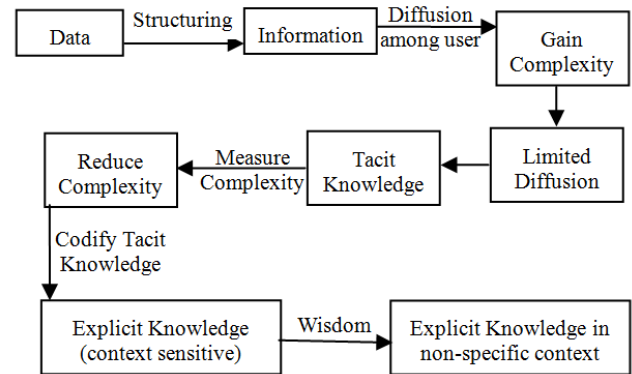 Data
Structuring
Information
Diffusion
among user
Gain
Complexity
Reduce
Complexity
Measure
Complexity
Tacit
Knowledge
Limited
Diffusion
Codify Tacit
Knowledge
Explicit Knowledge
(context sensitive)
Wisdom
Explicit Knowledge in
non-specific context